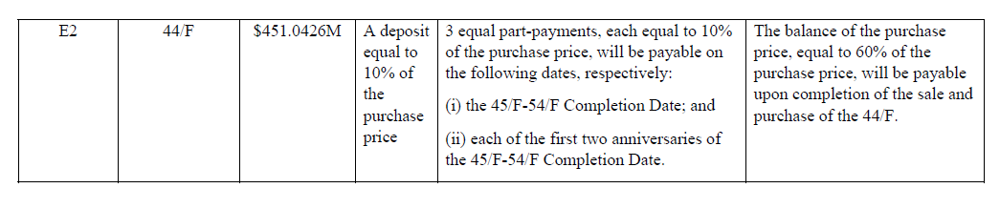 E2
44/F
$451.0426M
A deposit
equal to
10% of
the
purchase
price
3 equal part-payments, each equal to 10%
of the purchase price, will be payable on
the following dates, respectively:
(i) the 45/F-54/F Completion Date; and
(ii) each of the first two anniversaries of
the 45/F-54/F Completion Date.
The balance of the purchase
price, equal to 60% of the
purchase price, will be payable
upon completion of the sale and
purchase of the 44/F.